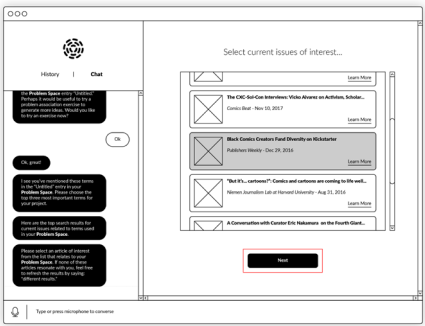 History | Chat
the Problem Space entry "Untitled."
Perhaps it would be useful to try a
problem association exercise to
generate more ideas. Would you like
to try an exercise now?
Ok
Ok, great!
I see you've mentioned these terms
in the "Untitled" entry in your
Problem Space. Please choose the
top three most important terms for
your project.
Here are the top search results for
current issues related to terms used
in your Problem Space.
Please select an article of interest
from the list that relates to your
Problem Space. If none of these
articles resonate with you, feel free
to refresh the results by saying:
"different results."
Type or press microphone to converse
Select current issues of interest...
Learn More
The CXC-Sol-Con Interviews: Vicko Alvarez on Activism, Scholar...
Comics Beat - Nov 10, 2017
Learn More
Black Comics Creators Fund Diversity on Kickstarter
Publishers Weekly - Dec 29, 2016
Learn More
"But it's... cartoons?": Comics and cartoons are coming to life well...
Nieman Journalism Lab at Harvard University - Aug 31, 2016
Learn More
A Conversation with Curator Eric Nakamura on the Fourth Giant...
Next